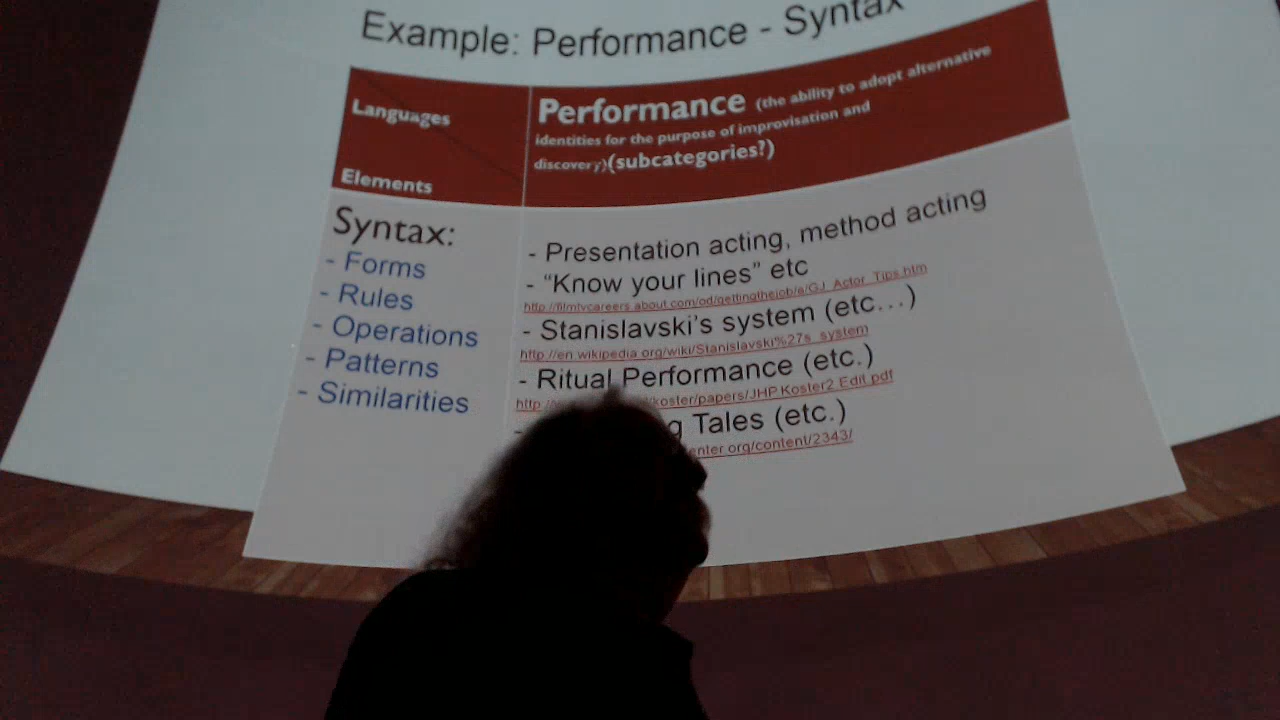 Example: Performance - Syntax
Languages
Elements
Performance (the ability to adopt alternative
identities for the purpose of improvisation and
discovery)(subcategories?)
Syntax:
- Forms
- Rules
- Operations
- Patterns
- Similarities
- Presentation acting, method acting
- “Know your lines” etc
http://filmtvcareers.about.com/od/gettingthejob/e/GJ_Actor_Tips.htm
- Stanislavski’s system (etc…)
http://en.wikipedia.org/wiki/Stanislavski%27s_system
- Ritual Performance (etc.)
http:/ koster/papers/JHP.Koster2.Edit.pdf
- g Tales (etc.)
enter.org/content/2343/